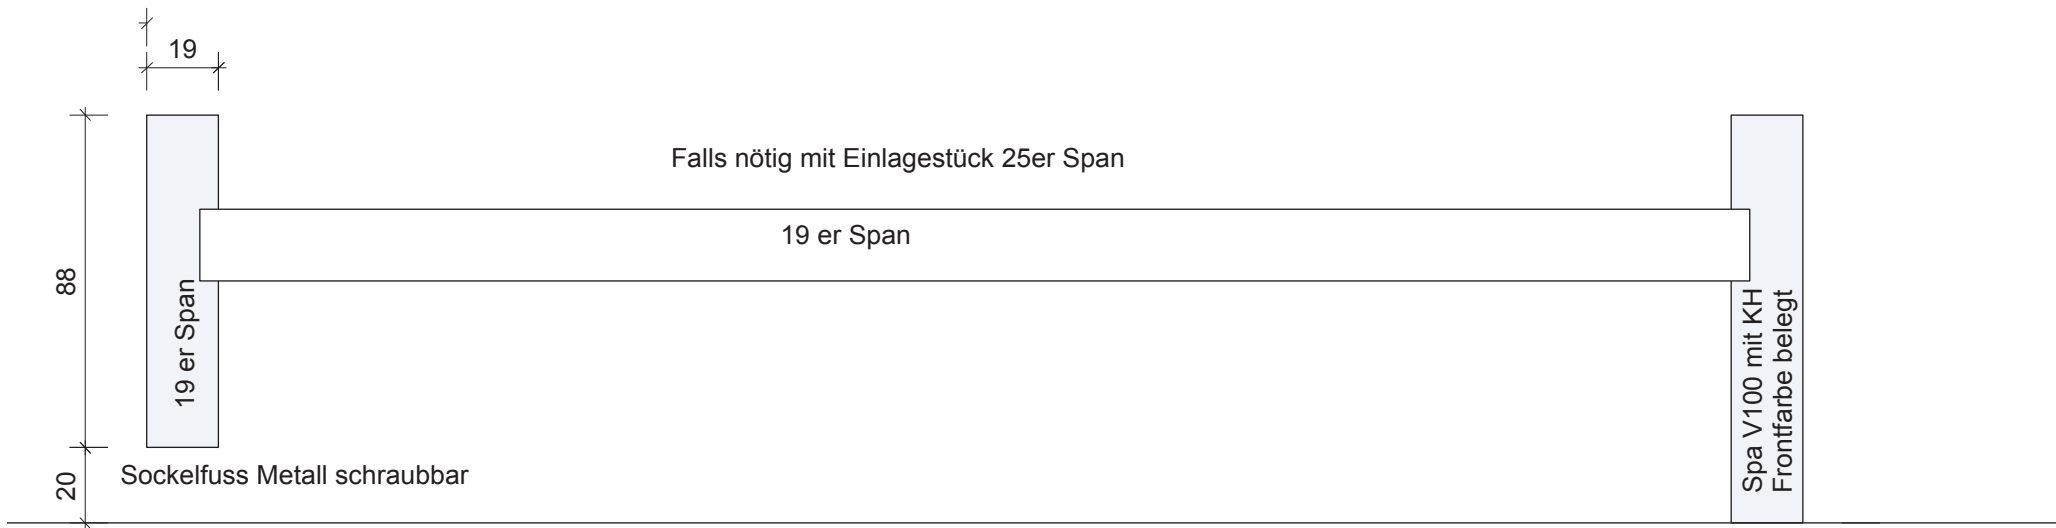 19
Falls nötig mit Einlagestück 25er Span
19 er Span
88
19 er Span
Spa V100 mit KH
Frontfarbe belegt
20
Sockelfuss Metall schraubbar